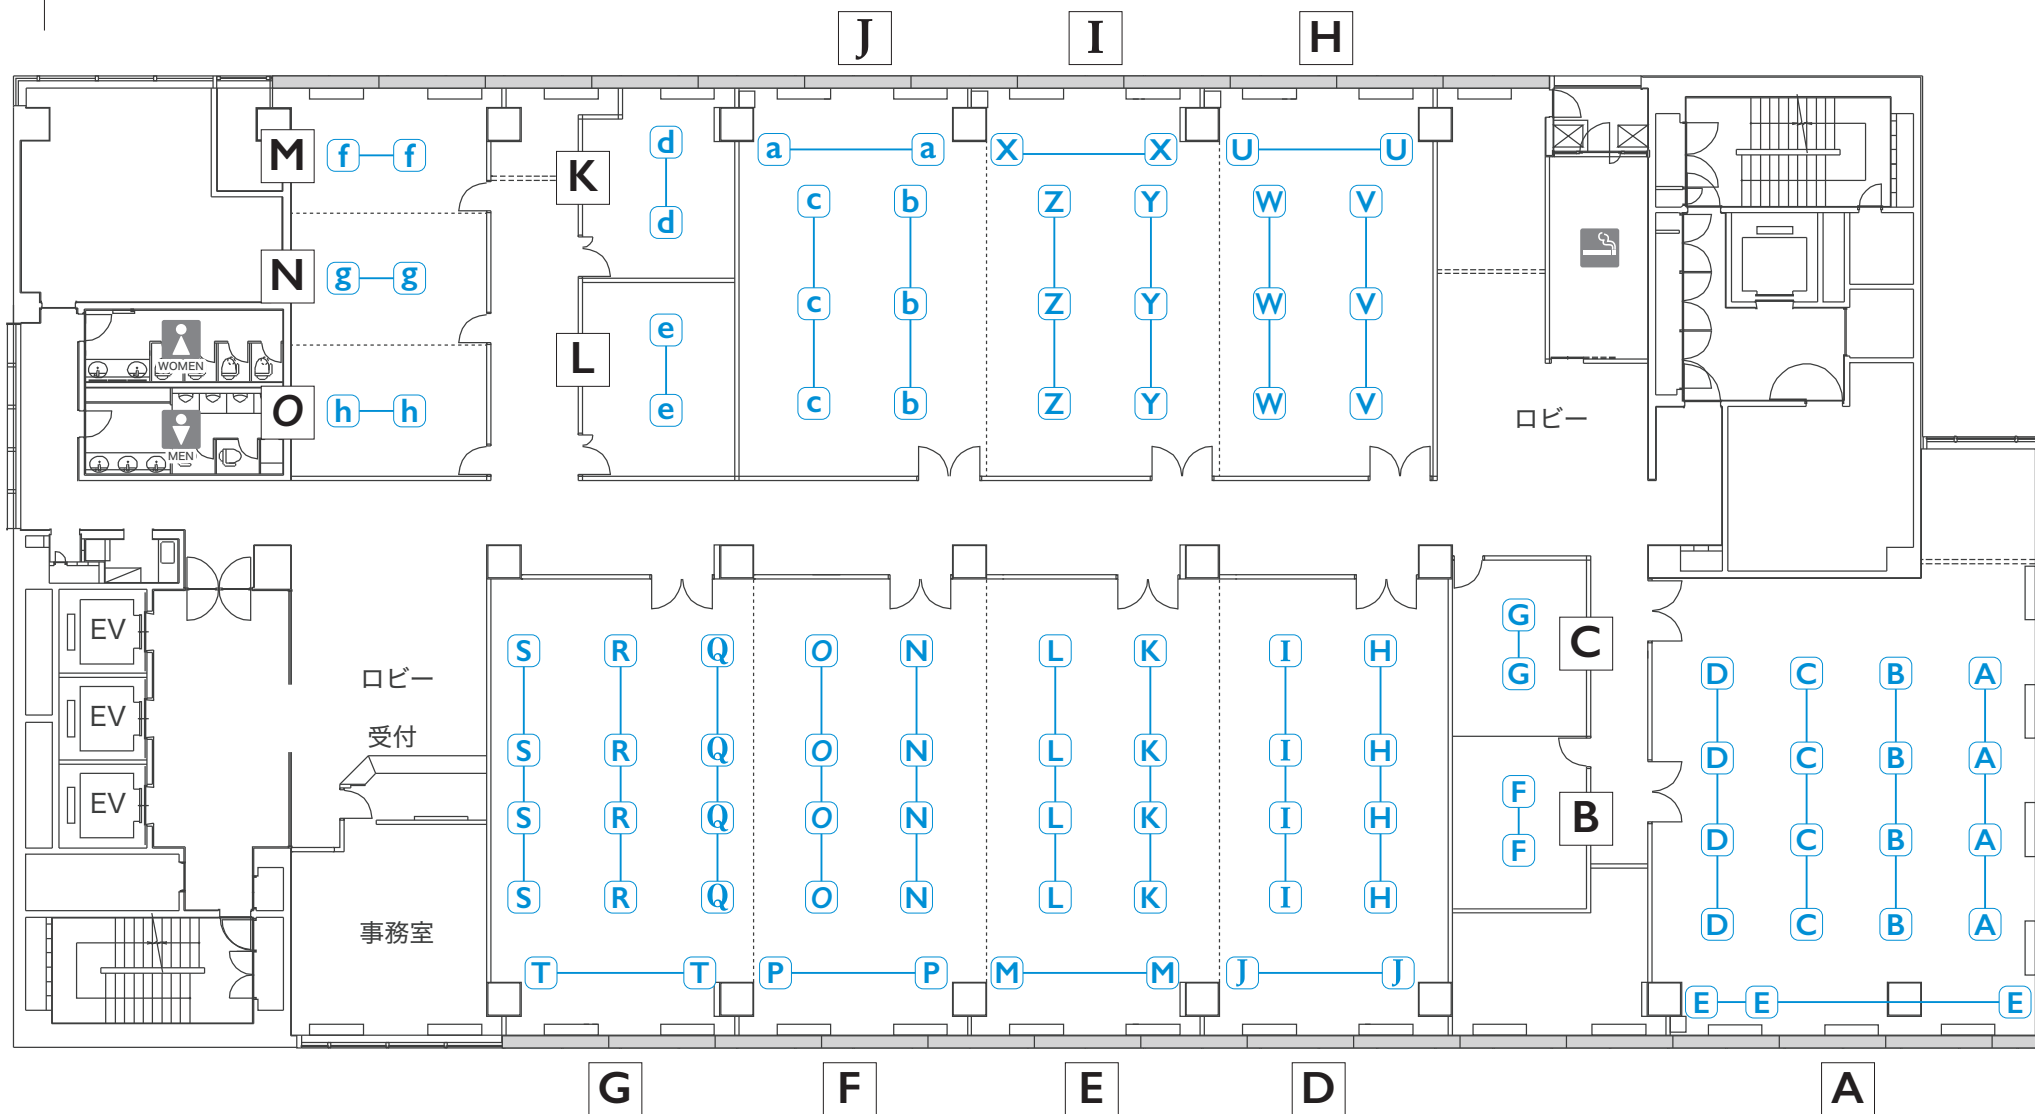 J I H
M f f
K d d
a a X X U U
c b Z Y W V
N g g
c b Z Y W V
WOMEN
L e e
O h h
c b Z Y W V
MEN
ロビー
EV
S R Q O N L K I H
G G
C
D C B A
ロビー
受付
EV
S R Q O N L K I H
D C B A
EV
F F
B
S R Q O N L K I H
D C B A
S R Q O N L K I H
D C B A
事務室
T T P P M M J J
E E E
G F E D A